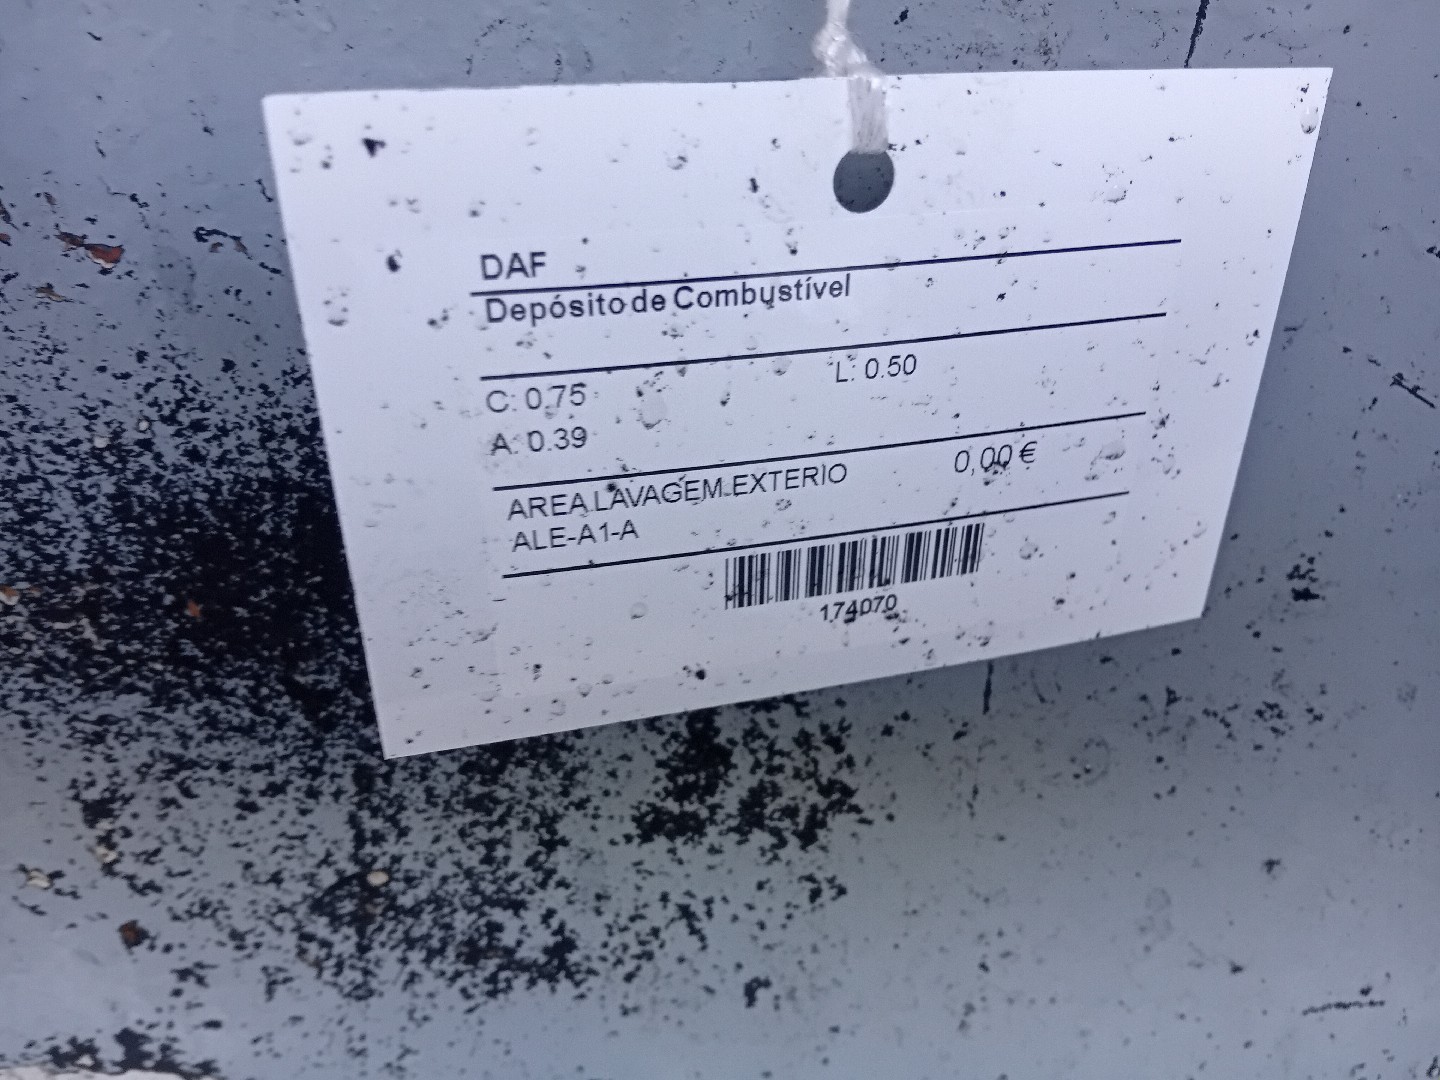 DAF
Depósito de Combustível
C: 0.75 L: 0.50
A: 0.39
AREA LAVAGEM EXTERIO 0,00 €
ALE-A1-A
174070